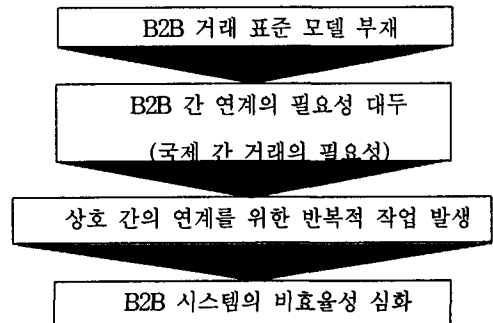 B2B 거래 표준 모델 부재
B2B 간 연계의 필요성 대두
(국제 간 거래의 필요성)
상호 간의 연계를 위한 반복적 작업 발생
B2B 시스템의 비효율성 심화